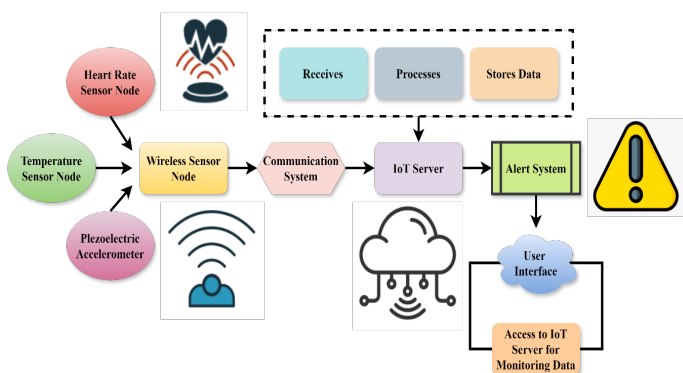 Heart Rate
Sensor Node
Receives
Processes
Stores Data
Temperature
Sensor Node
Wireless Sensor
Node
Communication
System
IoT Server
Alert System
Plezoelectric
Accelerometer
User
Interface
Access to IoT
Server for
Monitoring Data